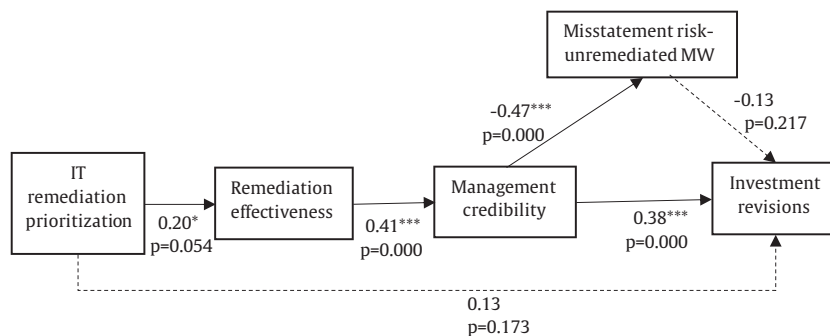 Misstatement risk-
unremediated MW
-0.47***
p=0.000
-0.13
p=0.217
IT
remediation
prioritization
Remediation
effectiveness
Management
credibility
Investment
revisions
0.20*
p=0.054
0.41***
p=0.000
0.38***
p=0.000
0.13
p=0.173